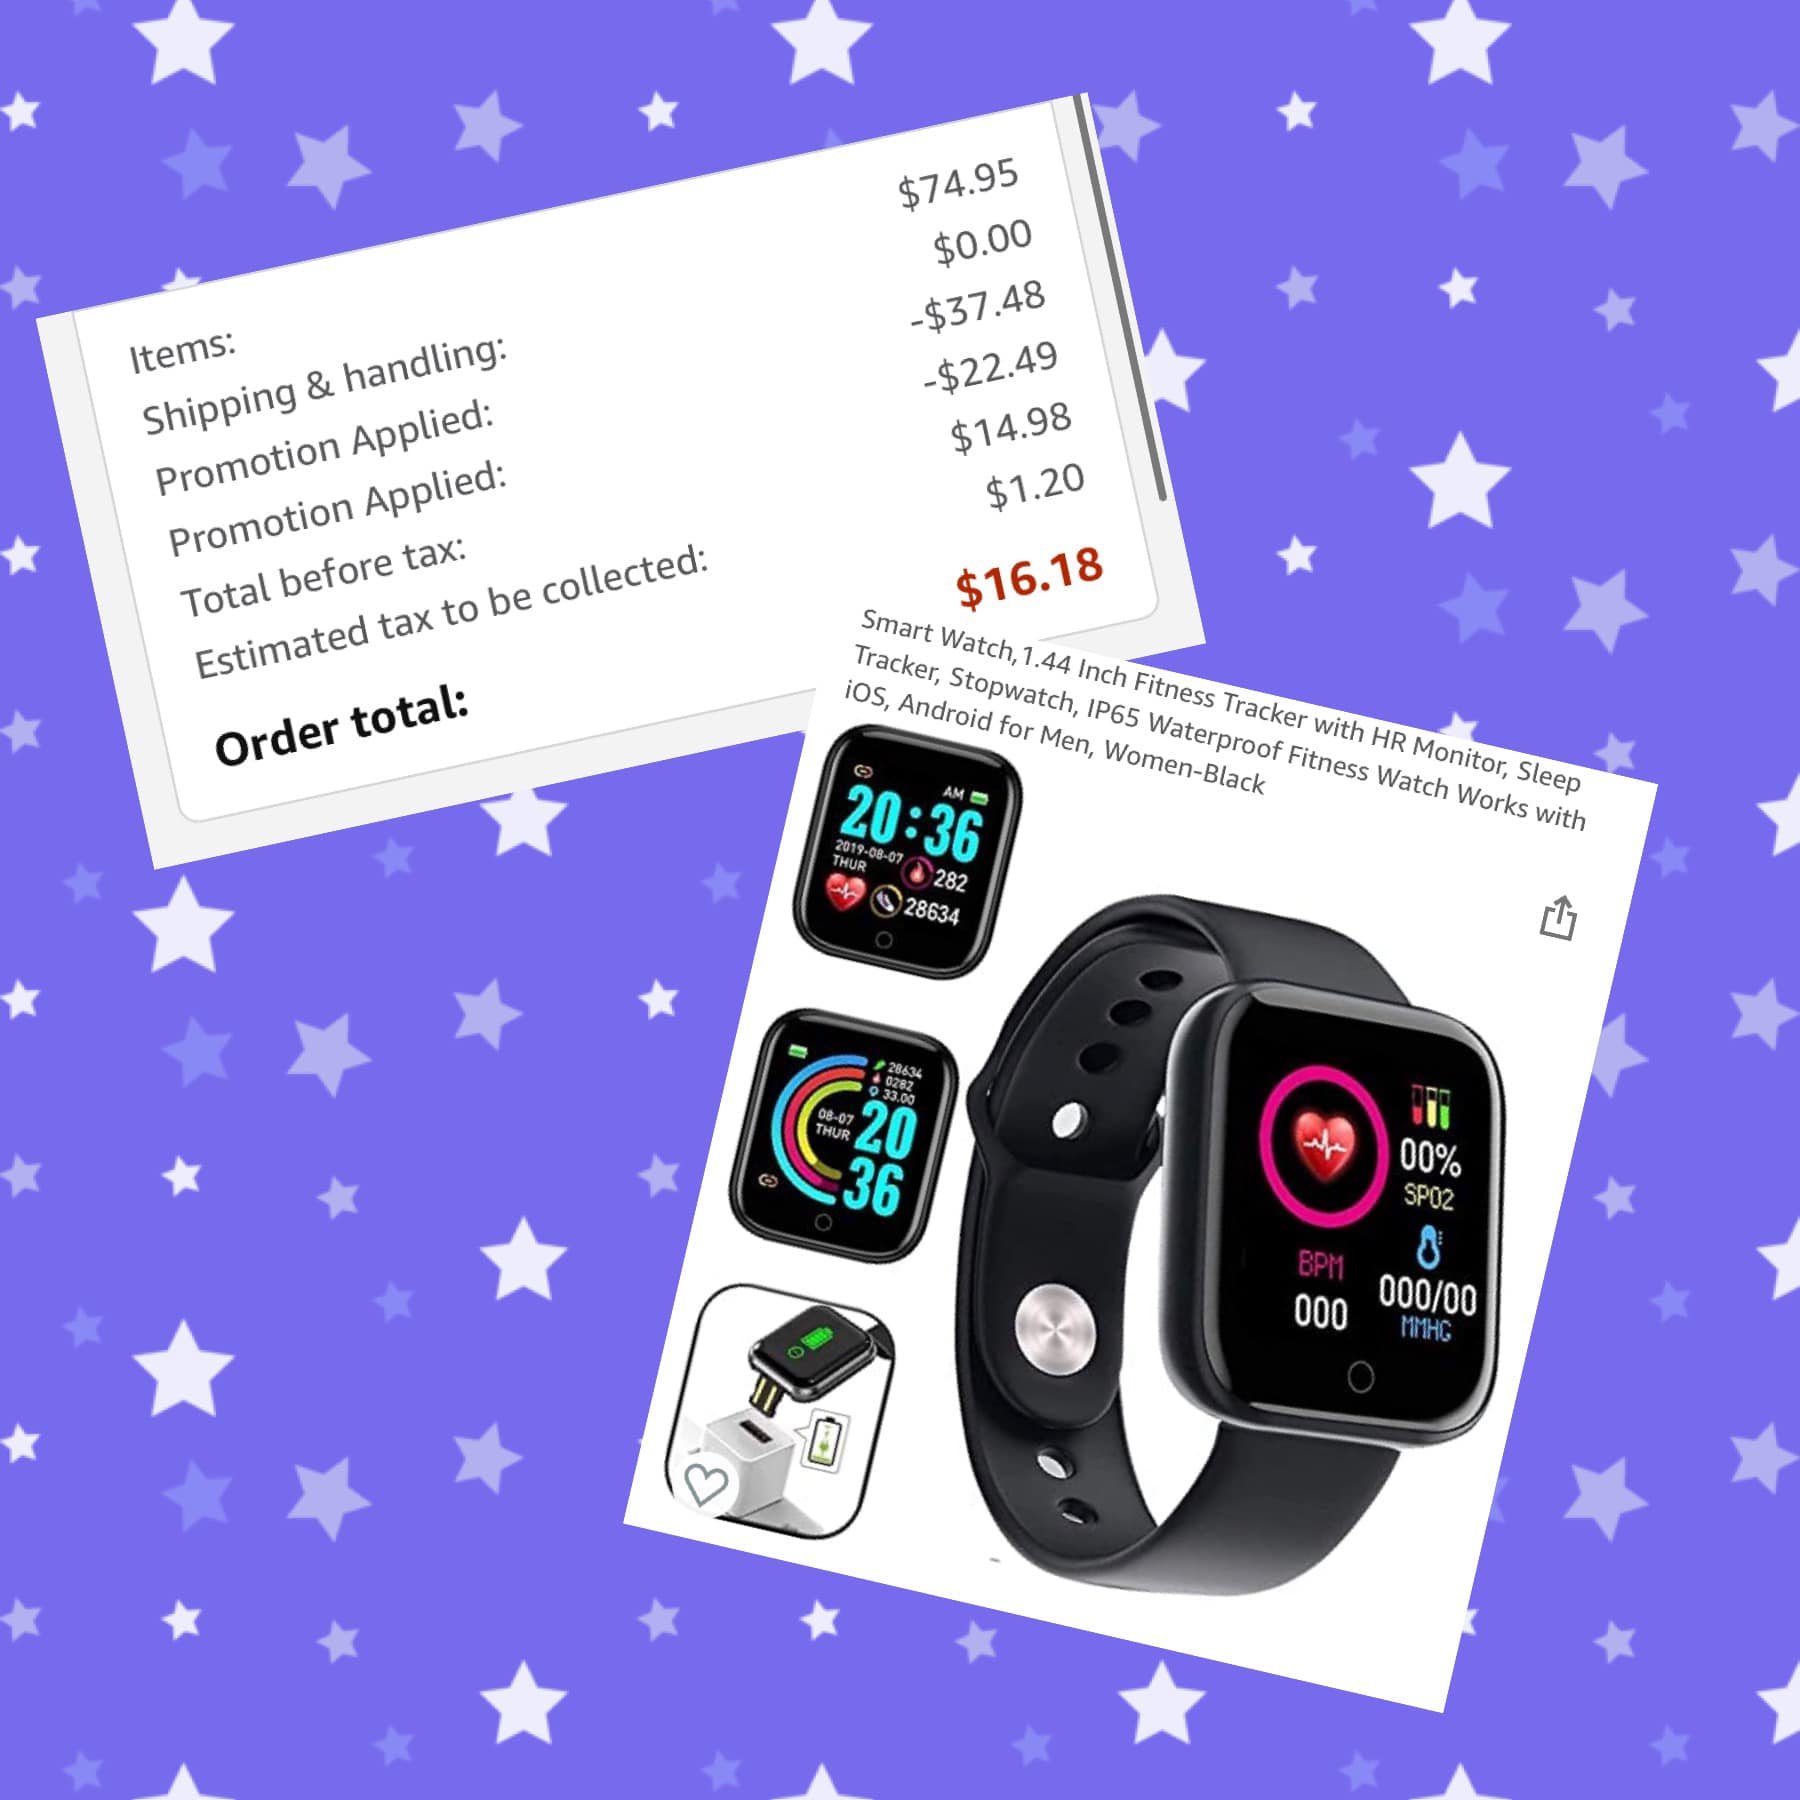 Items: $74.95
Shipping & handling: $0.00
Promotion Applied: -$37.48
Promotion Applied: -$22.49
Total before tax: $14.98
Estimated tax to be collected: $1.20
Order total: $16.18
Smart Watch,1.44 Inch Fitness Tracker with HR Monitor, Sleep
Tracker, Stopwatch, IP65 Waterproof Fitness Watch Works with
iOS, Android for Men, Women-Black
AM
20:36
2019-08-07
THUR
282
28634
28634
0282
33.00
08-07
THUR
20
36
00%
SPO2
BPM
000
000/00
MMHG